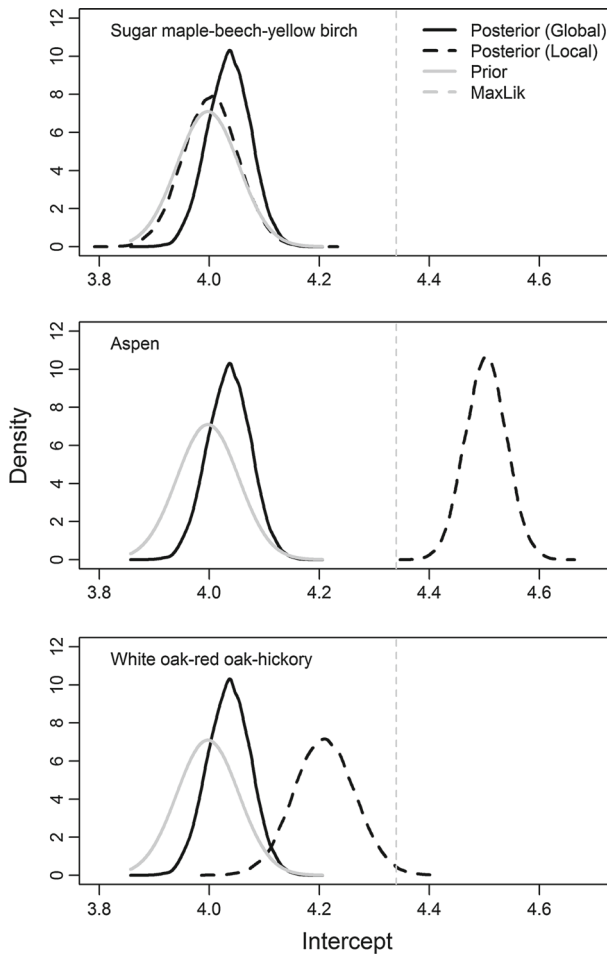 Sugar maple-beech-yellow birch
Posterior (Global)
Posterior (Local)
Prior
MaxLik
12
10
8
6
4
2
0
3.8 4.0 4.2 4.4 4.6
Aspen
12
10
8
6
4
2
0
3.8 4.0 4.2 4.4 4.6
Density
White oak-red oak-hickory
12
10
8
6
4
2
0
3.8 4.0 4.2 4.4 4.6
Intercept